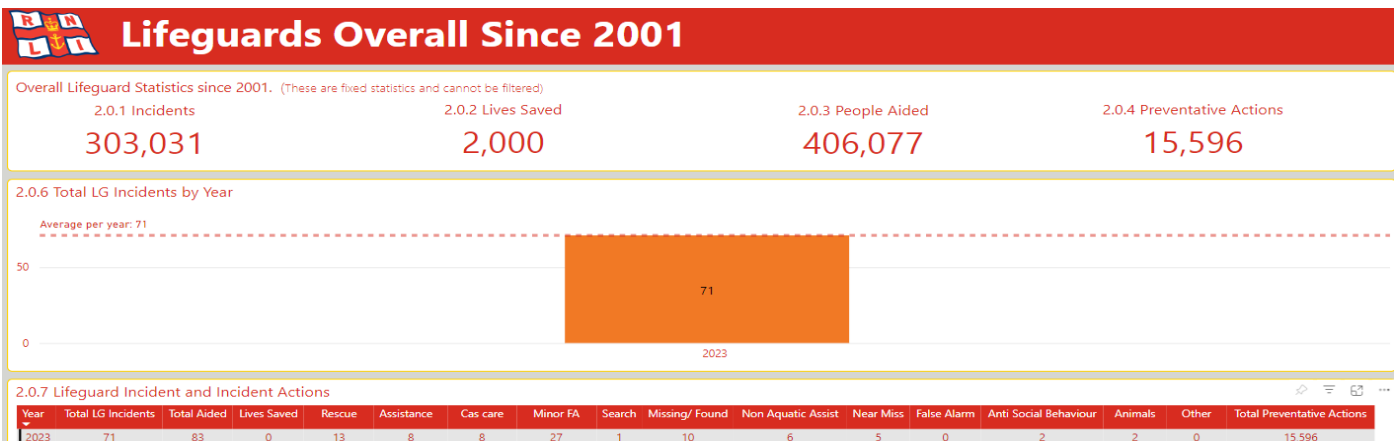 R N L I
Lifeguards Overall Since 2001
Overall Lifeguard Statistics since 2001. (These are fixed statistics and cannot be filtered)
2.0.1 Incidents 2.0.2 Lives Saved 2.0.3 People Aided 2.0.4 Preventative Actions
303,031 2,000 406,077 15,596
2.0.6 Total LG Incidents by Year
Average per year: 71
50
71
0
2023
2.0.7 Lifeguard Incident and Incident Actions
Year Total LG Incidents Total Aided Lives Saved Rescue Assistance Cas care Minor FA Search Missing/ Found Non Aquatic Assist Near Miss False Alarm Anti Social Behaviour Animals Other Total Preventative Actions
2023 71 83 0 13 8 8 27 1 10 6 5 0 2 2 0 15,596